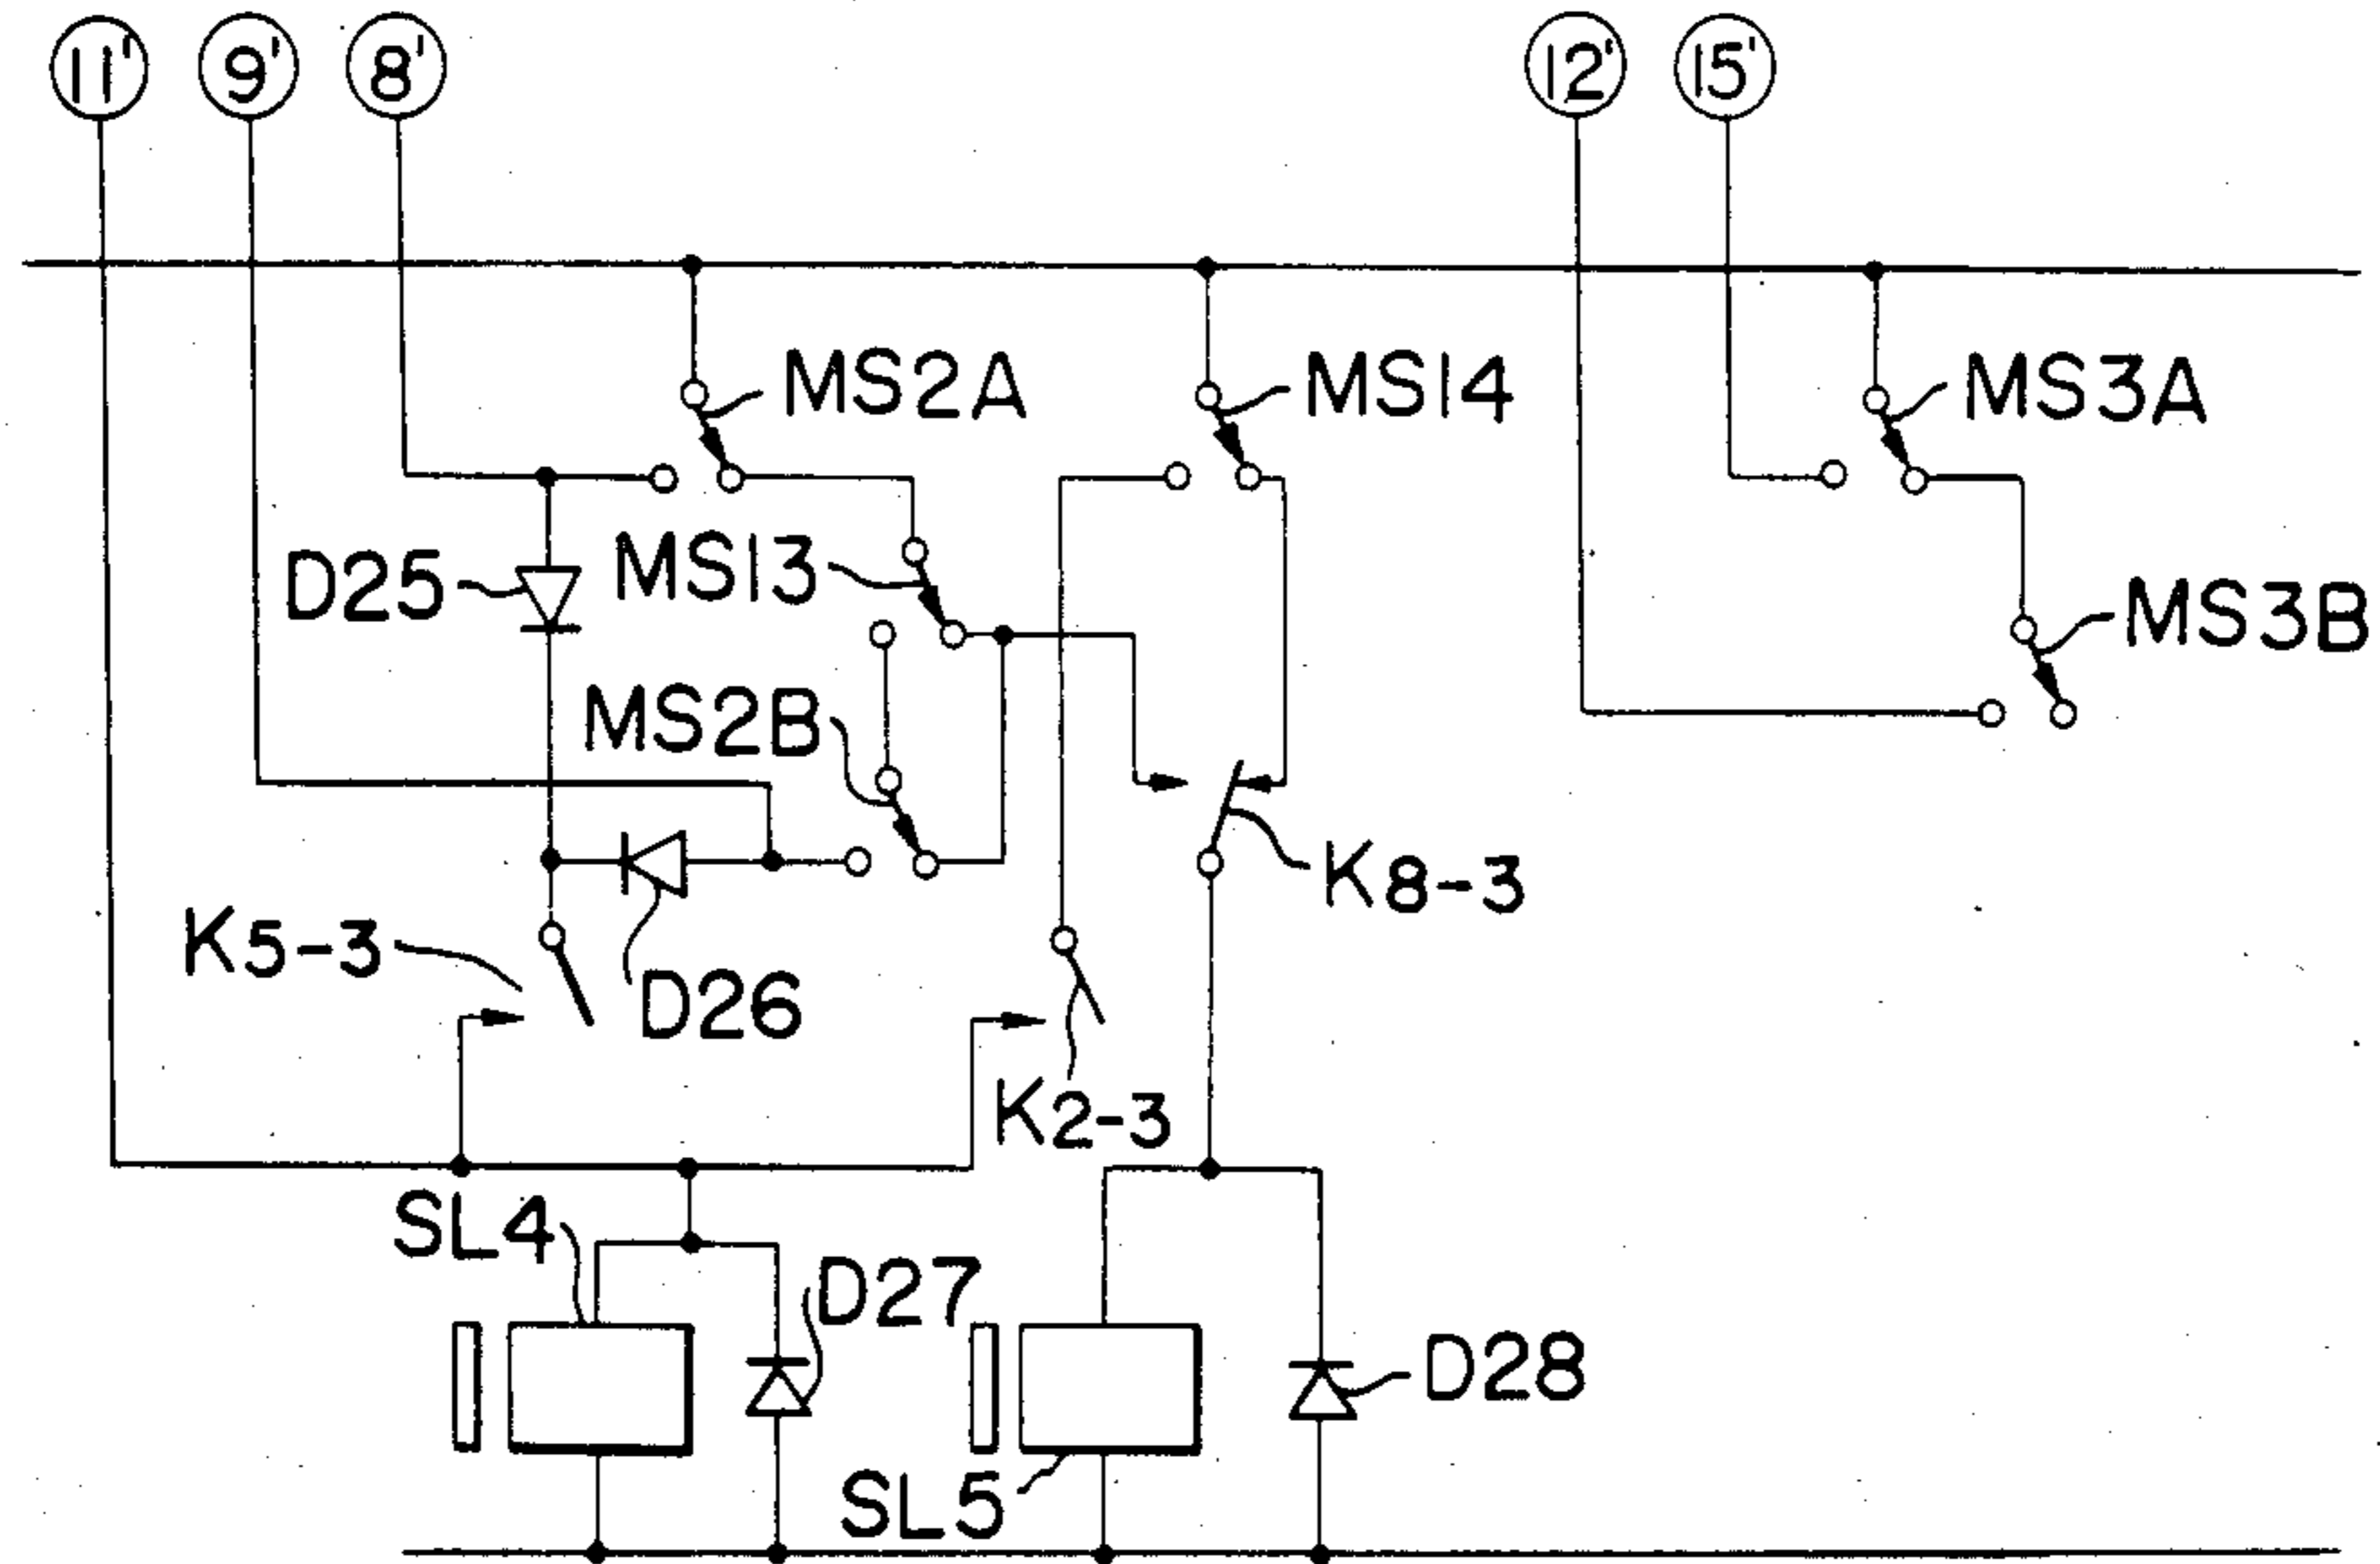 11' 9' 8' 12' 15'
MS2A MS14 MS3A
D25 MS13 MS3B
MS2B
K8-3
K5-3 D26
K2-3
SL4 D27
D28
SL5